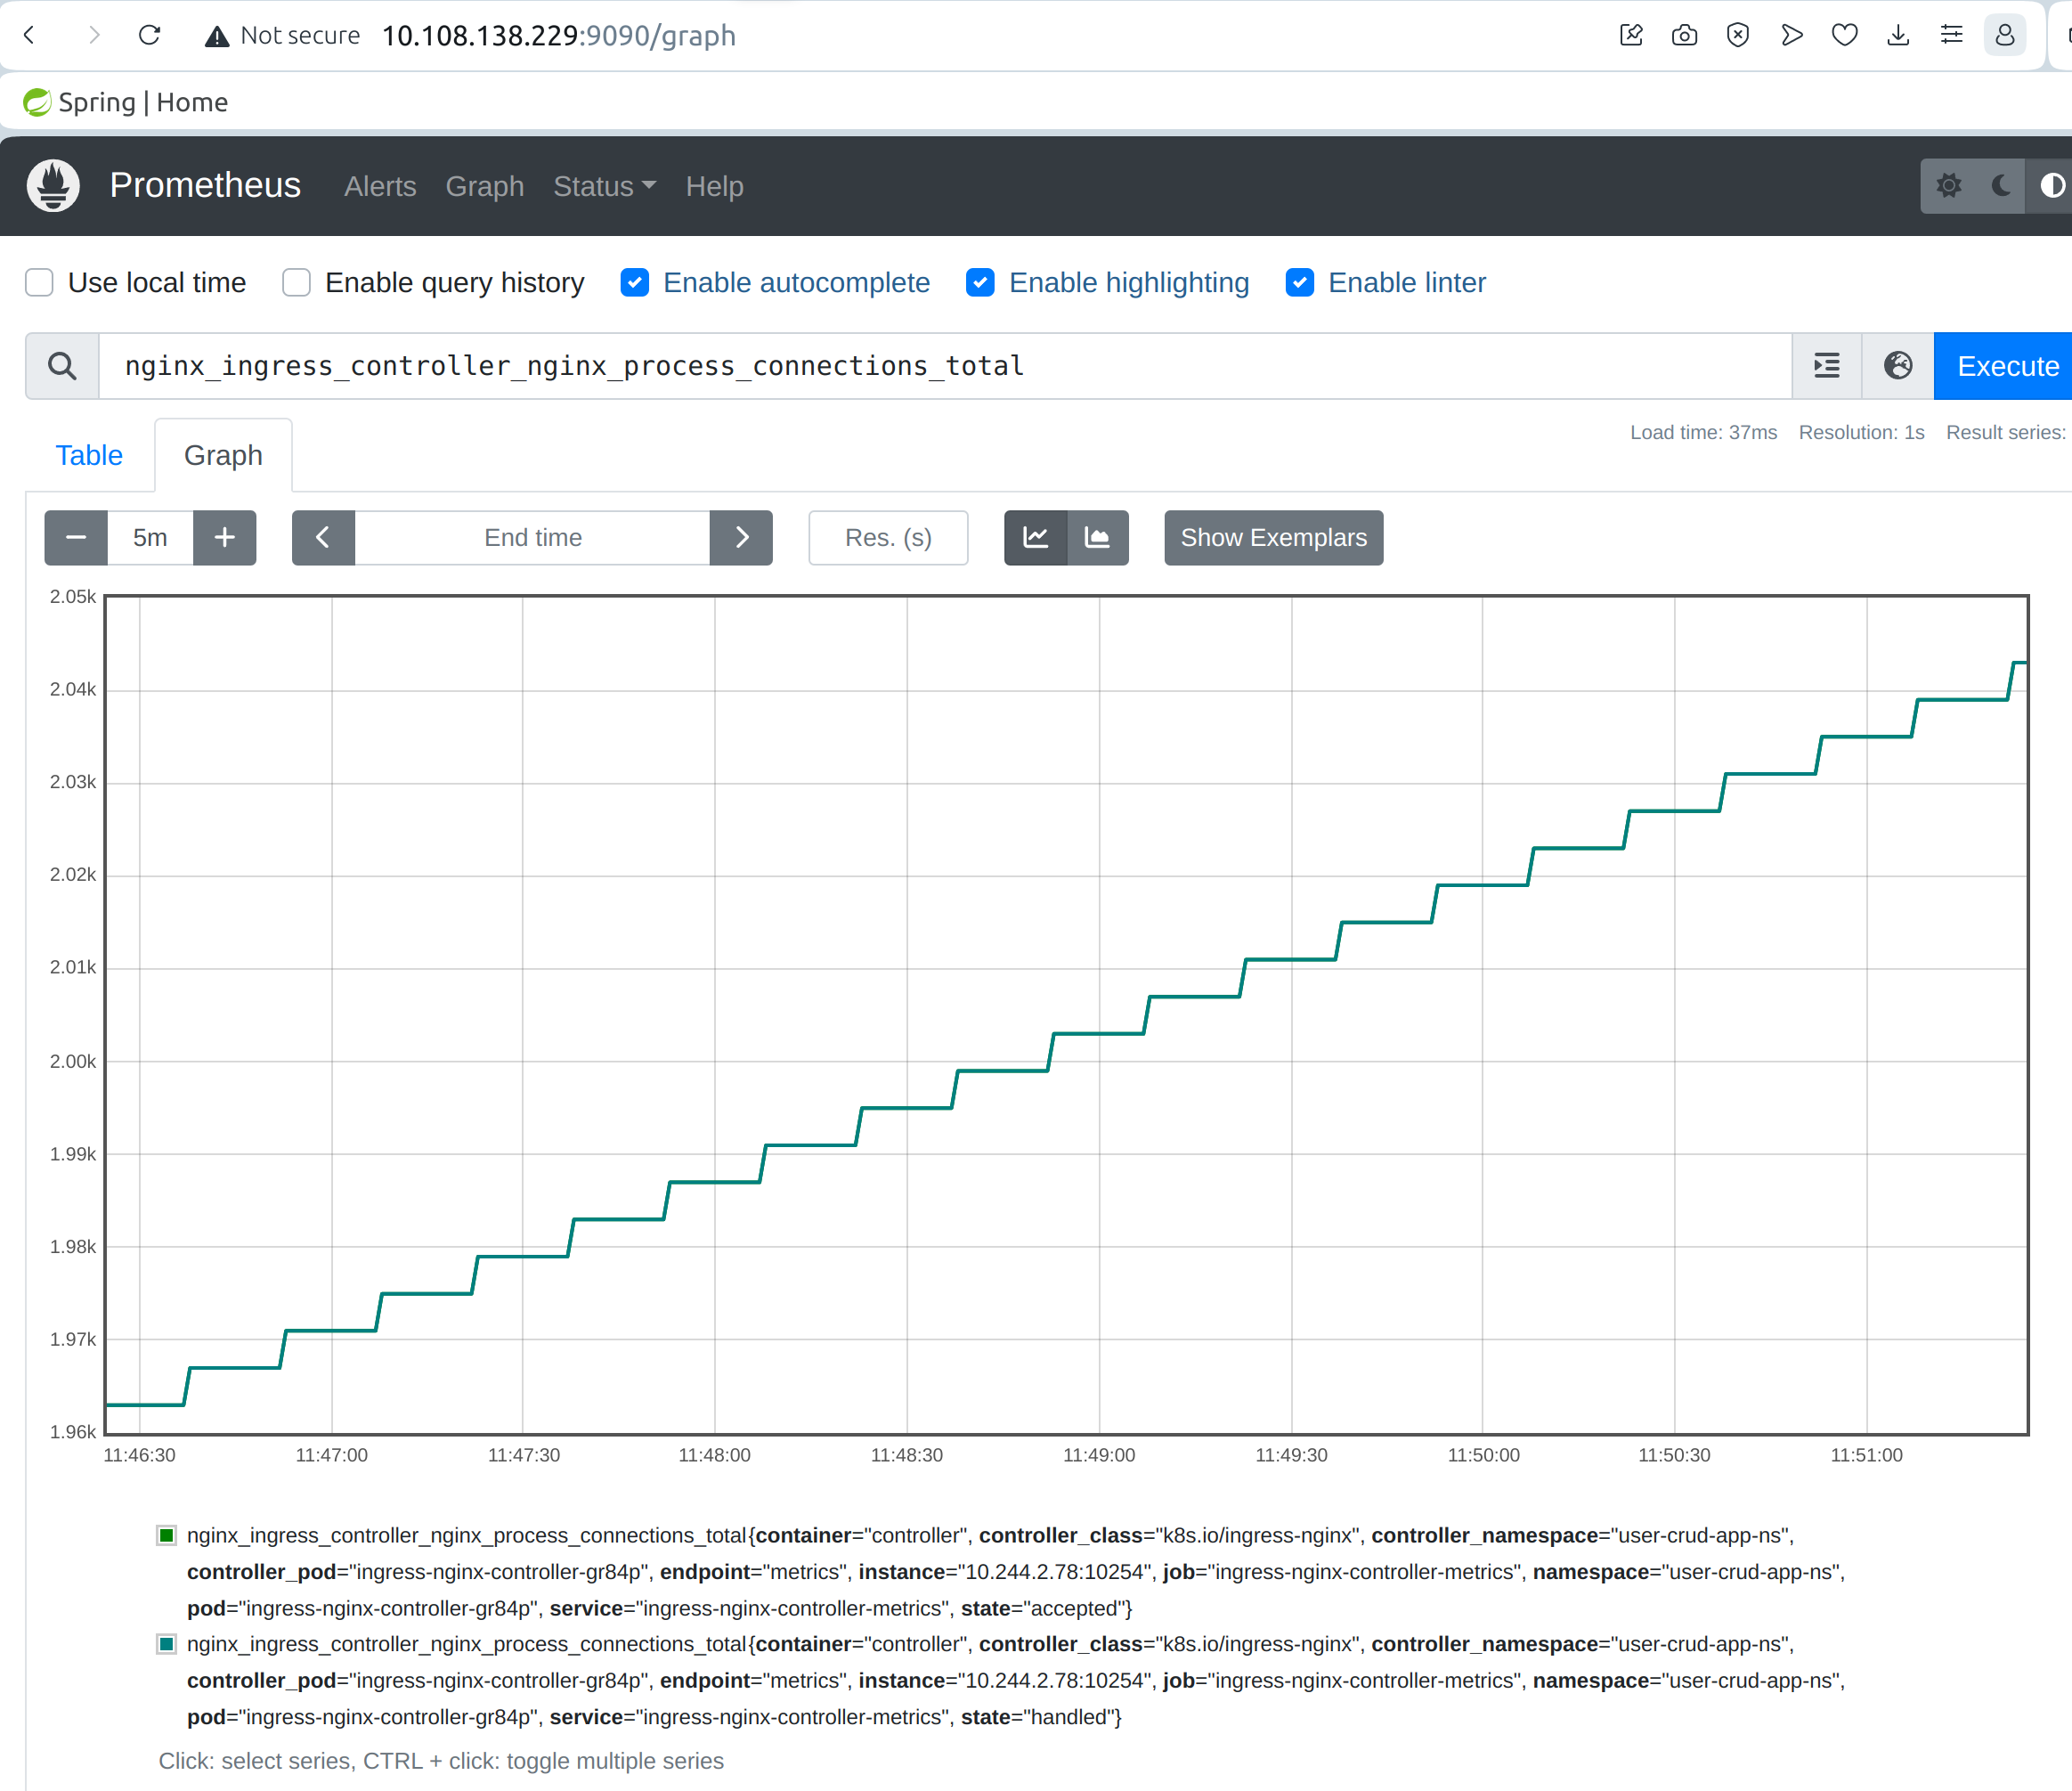 Not secure 10.108.138.229:9090/graph
Spring | Home
Prometheus Alerts Graph Status Help
Use local time Enable query history Enable autocomplete Enable highlighting Enable linter
nginx_ingress_controller_nginx_process_connections_total Execute
Load time: 37ms Resolution: 1s Result series:
Table Graph
5m End time Res. (s) Show Exemplars
2.05k
2.04k
2.03k
2.02k
2.01k
2.00k
1.99k
1.98k
1.97k
1.96k
11:46:30 11:47:00 11:47:30 11:48:00 11:48:30 11:49:00 11:49:30 11:50:00 11:50:30 11:51:00
nginx_ingress_controller_nginx_process_connections_total{container="controller", controller_class="k8s.io/ingress-nginx", controller_namespace="user-crud-app-ns",
controller_pod="ingress-nginx-controller-gr84p", endpoint="metrics", instance="10.244.2.78:10254", job="ingress-nginx-controller-metrics", namespace="user-crud-app-ns",
pod="ingress-nginx-controller-gr84p", service="ingress-nginx-controller-metrics", state="accepted"}
nginx_ingress_controller_nginx_process_connections_total{container="controller", controller_class="k8s.io/ingress-nginx", controller_namespace="user-crud-app-ns",
controller_pod="ingress-nginx-controller-gr84p", endpoint="metrics", instance="10.244.2.78:10254", job="ingress-nginx-controller-metrics", namespace="user-crud-app-ns",
pod="ingress-nginx-controller-gr84p", service="ingress-nginx-controller-metrics", state="handled"}
Click: select series, CTRL + click: toggle multiple series